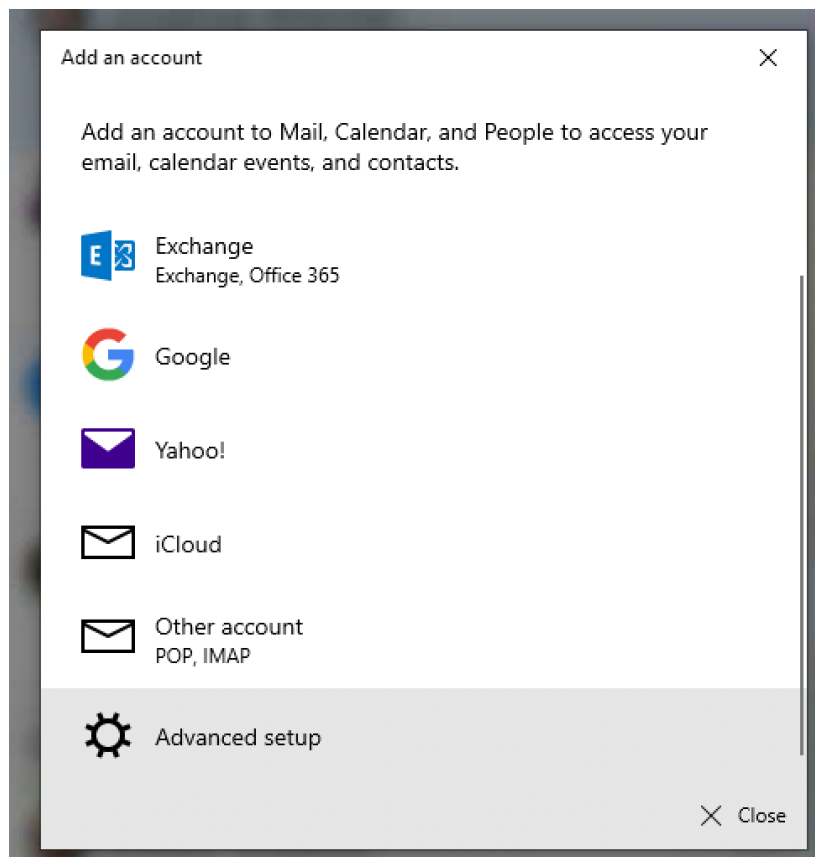 Add an account
Add an account to Mail, Calendar, and People to access your
email, calendar events, and contacts.
E
Exchange
Exchange, Office 365
G
Google
Yahoo!
iCloud
Other account
POP, IMAP
Advanced setup
Close